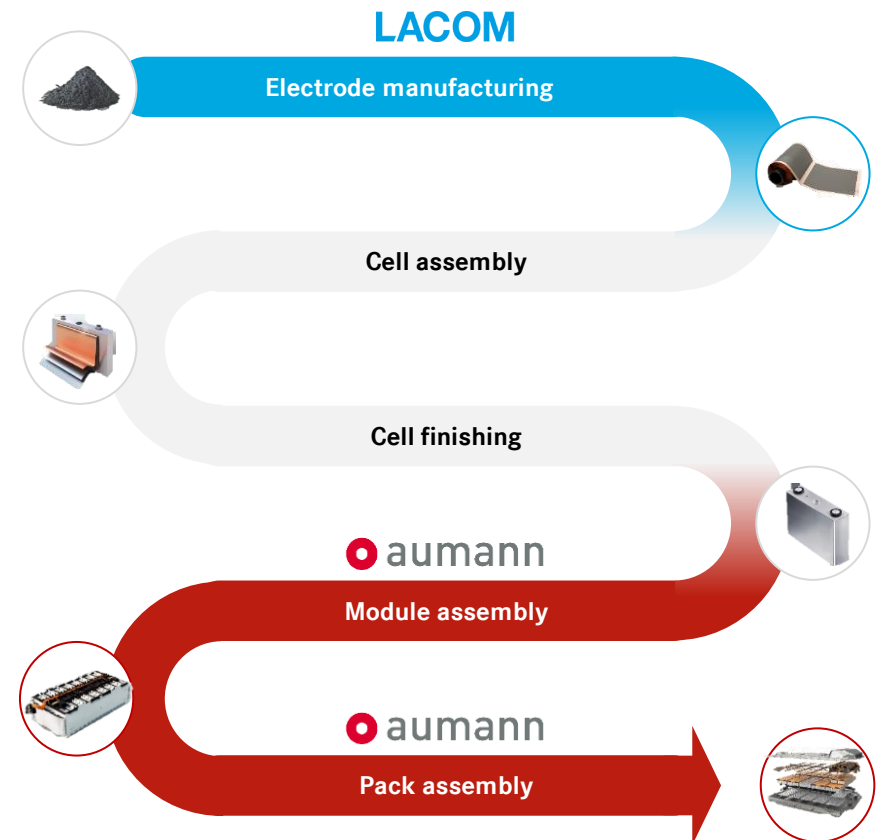 LACOM
Electrode manufacturing
Cell assembly
Cell finishing
aumann
Module assembly
aumann
Pack assembly